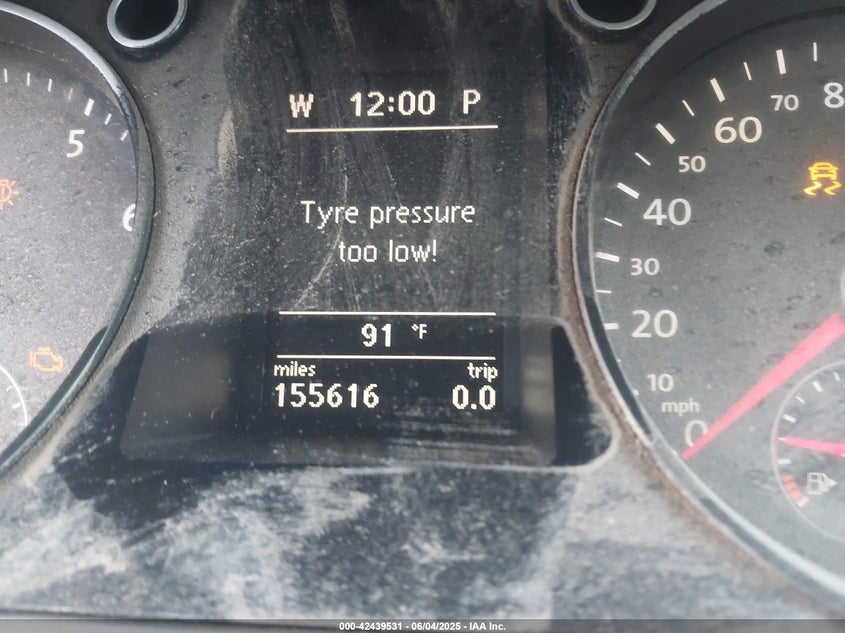 W 12:00 P
Tyre pressure
too low!
91 °F
miles trip
155616 0.0
5
6
0
10
20
30
40
50
60
70
8
mph
000-42439531 - 06/04/2025 - IAA Inc.